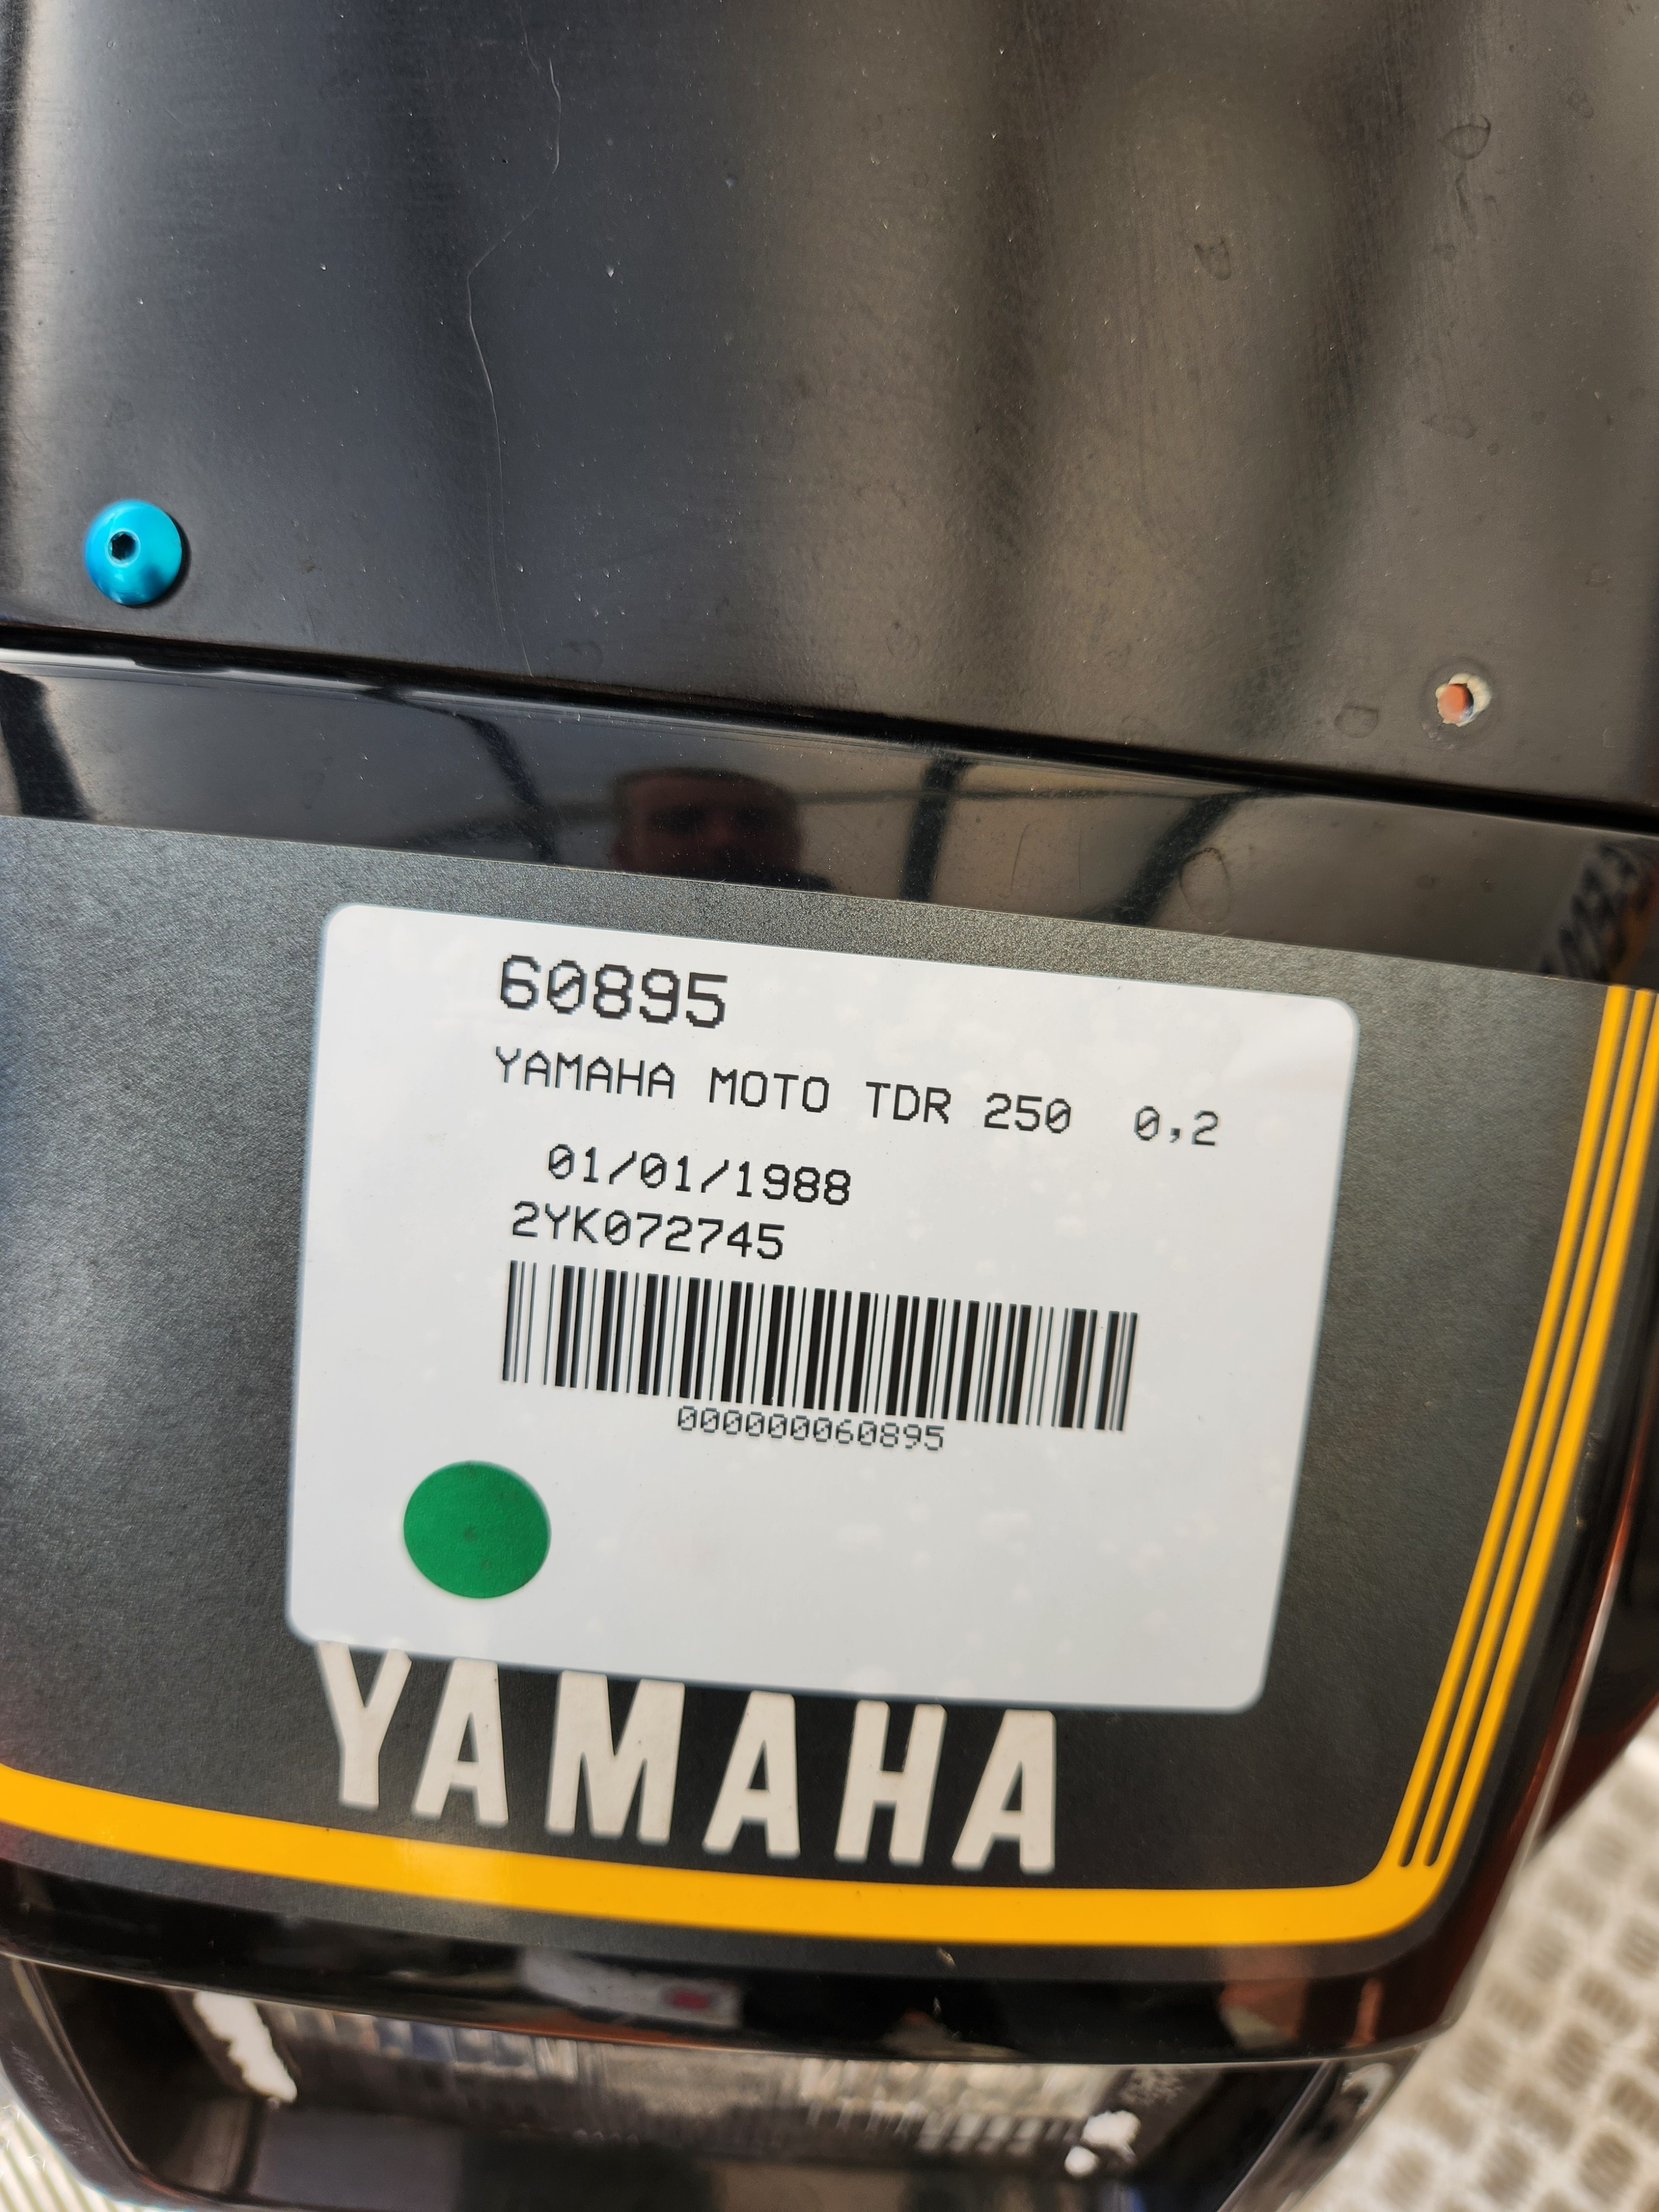 60895
YAMAHA MOTO TDR 250 0,2
01/01/1988
2YK072745
000000060895
YAMAHA